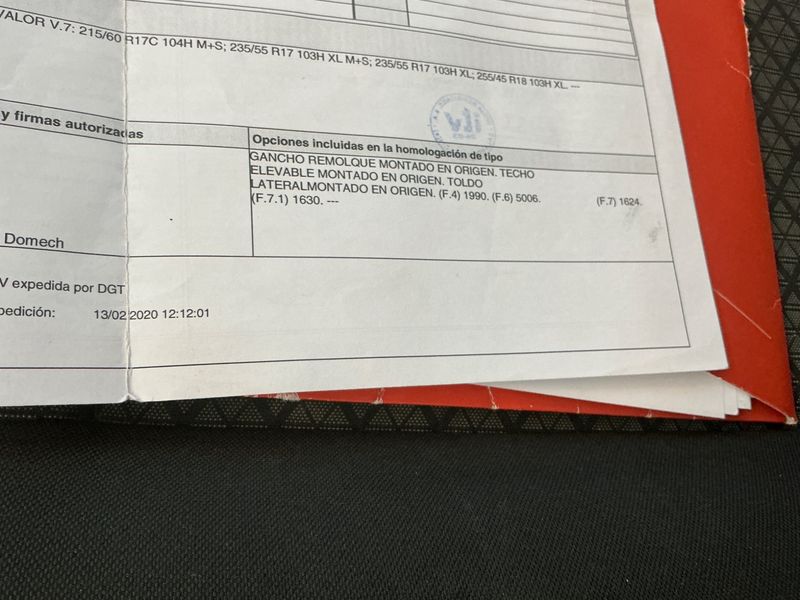 VALOR V.7: 215/60 R17C 104H M+S; 235/55 R17 103H XL M+S; 235/55 R17 103H XL; 255/45 R18 103H XL. ---
y firmas autorizadas
Opciones incluidas en la homologación de tipo
GANCHO REMOLQUE MONTADO EN ORIGEN. TECHO
ELEVABLE MONTADO EN ORIGEN. TOLDO
LATERALMONTADO EN ORIGEN. (F.4) 1990. (F.6) 5006. (F.7) 1624.
(F.7.1) 1630. ---
Domech
V expedida por DGT
pedición: 13/02/2020 12:12:01